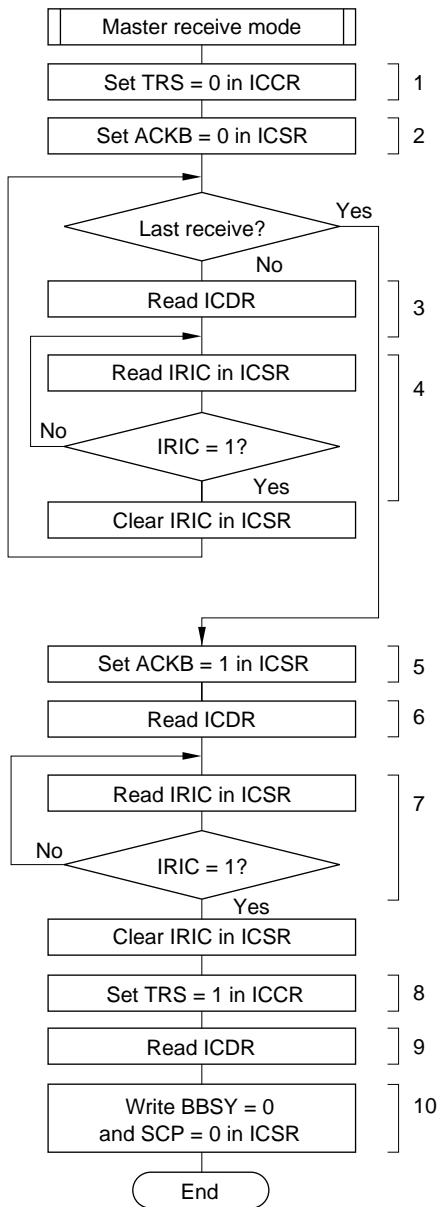 Master receive mode
Set TRS = 0 in ICCR
1
Set ACKB = 0 in ICSR
2
Last receive?
Yes
No
Read ICDR
3
Read IRIC in ICSR
4
No
IRIC = 1?
Yes
Clear IRIC in ICSR
Set ACKB = 1 in ICSR
5
Read ICDR
6
Read IRIC in ICSR
7
No
IRIC = 1?
Yes
Clear IRIC in ICSR
Set TRS = 1 in ICCR
8
Read ICDR
9
Write BBSY = 0
and SCP = 0 in ICSR
10
End